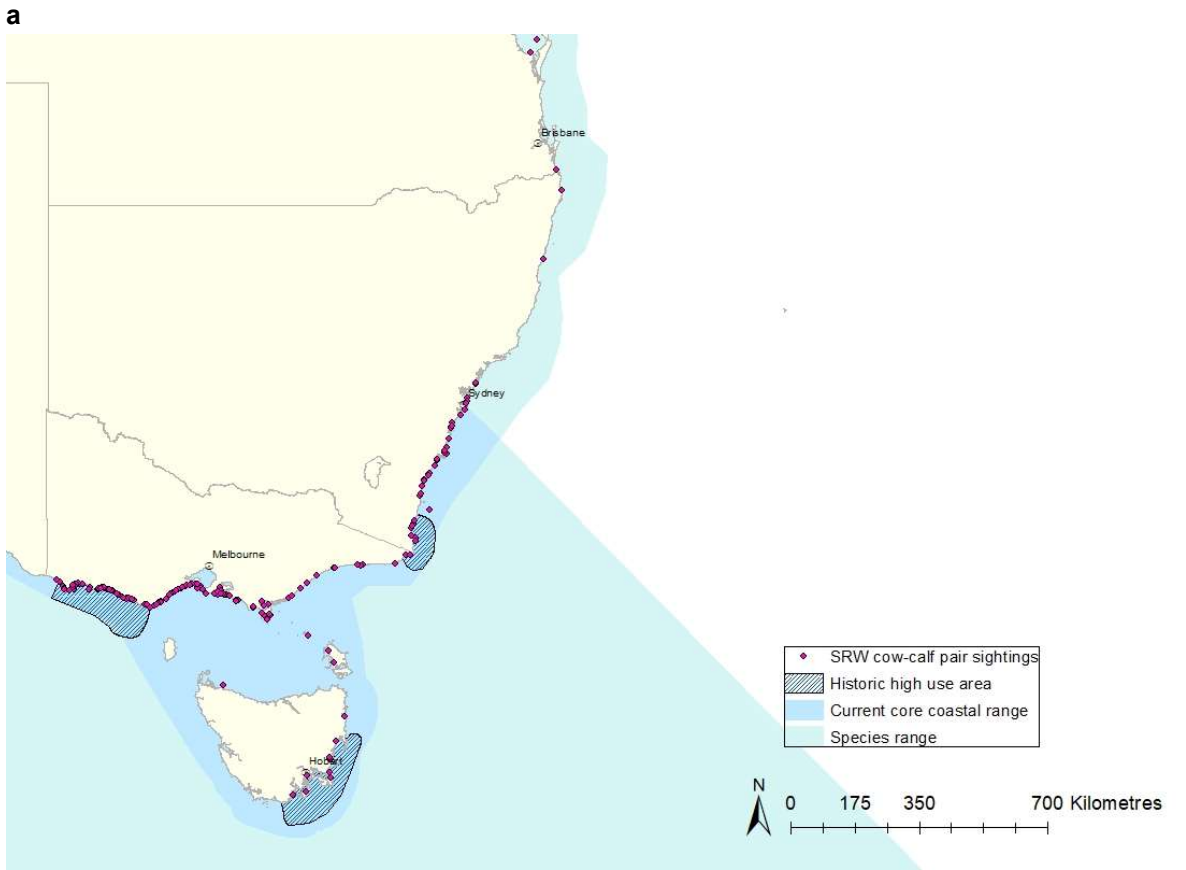 a
Brisbane
Sydney
Melbourne
Hobart
SRW cow-calf pair sightings
Historic high use area
Current core coastal range
Species range
N
0 175 350 700 Kilometres